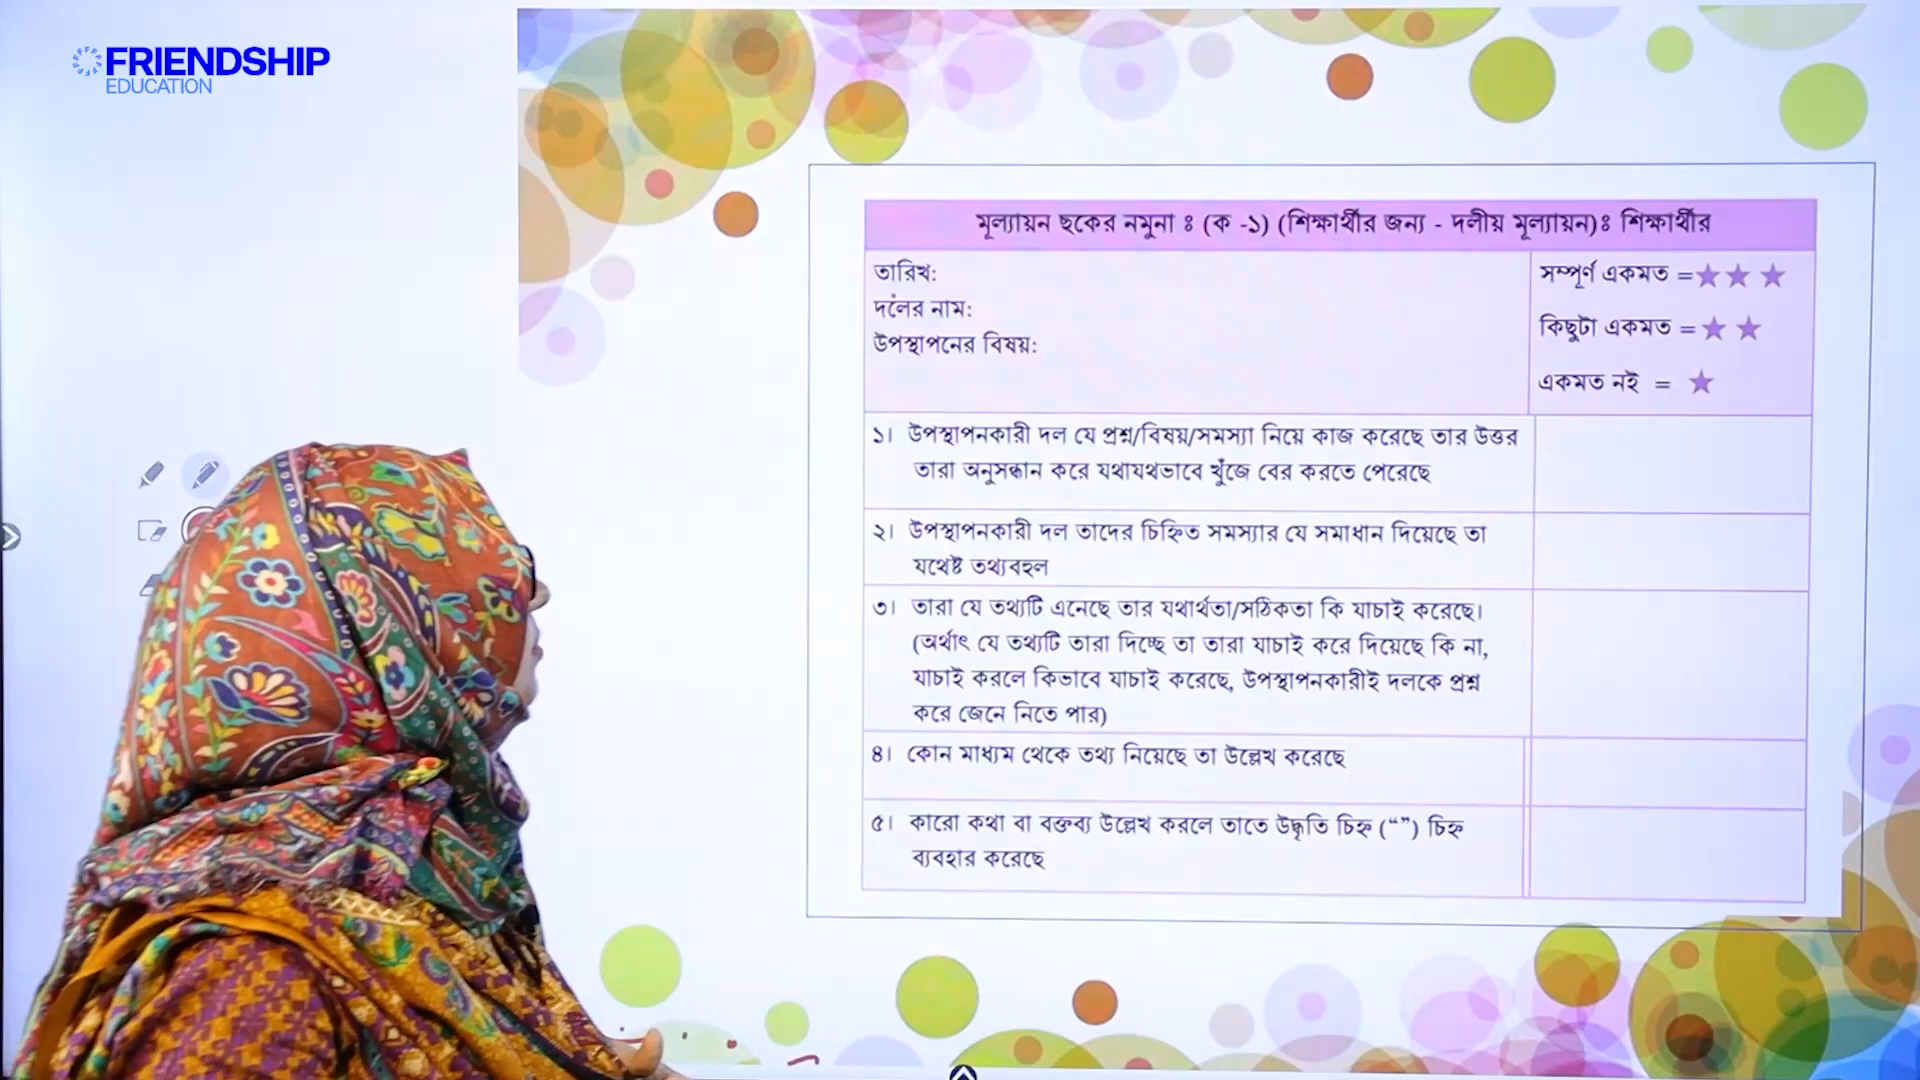 FRIENDSHIP
EDUCATION
মূল্যায়ন ছকের নমুনা ঃ (ক -১) (শিক্ষার্থীর জন্য - দলীয় মূল্যায়ন)ঃ শিক্ষার্থীর
তারিখ:
দলের নাম:
উপস্থাপনের বিষয়:
সম্পূর্ণ একমত =★ ★ ★
কিছুটা একমত =★ ★
একমত নই = ★
১। উপস্থাপনকারী দল যে প্রশ্ন/বিষয়/সমস্যা নিয়ে কাজ করেছে তার উত্তর
তারা অনুসন্ধান করে যথাযথভাবে খুঁজে বের করতে পেরেছে
২। উপস্থাপনকারী দল তাদের চিহ্নিত সমস্যার যে সমাধান দিয়েছে তা
যথেষ্ট তথ্যবহুল
৩। তারা যে তথ্যটি এনেছে তার যথার্থতা/সঠিকতা কি যাচাই করেছে।
(অর্থাৎ যে তথ্যটি তারা দিচ্ছে তা তারা যাচাই করে দিয়েছে কি না,
যাচাই করলে কিভাবে যাচাই করেছে, উপস্থাপনকারীই দলকে প্রশ্ন
করে জেনে নিতে পার)
৪। কোন মাধ্যম থেকে তথ্য নিয়েছে তা উল্লেখ করেছে
৫। কারো কথা বা বক্তব্য উল্লেখ করলে তাতে উদ্ধৃতি চিহ্ন (“”) চিহ্ন
ব্যবহার করেছে